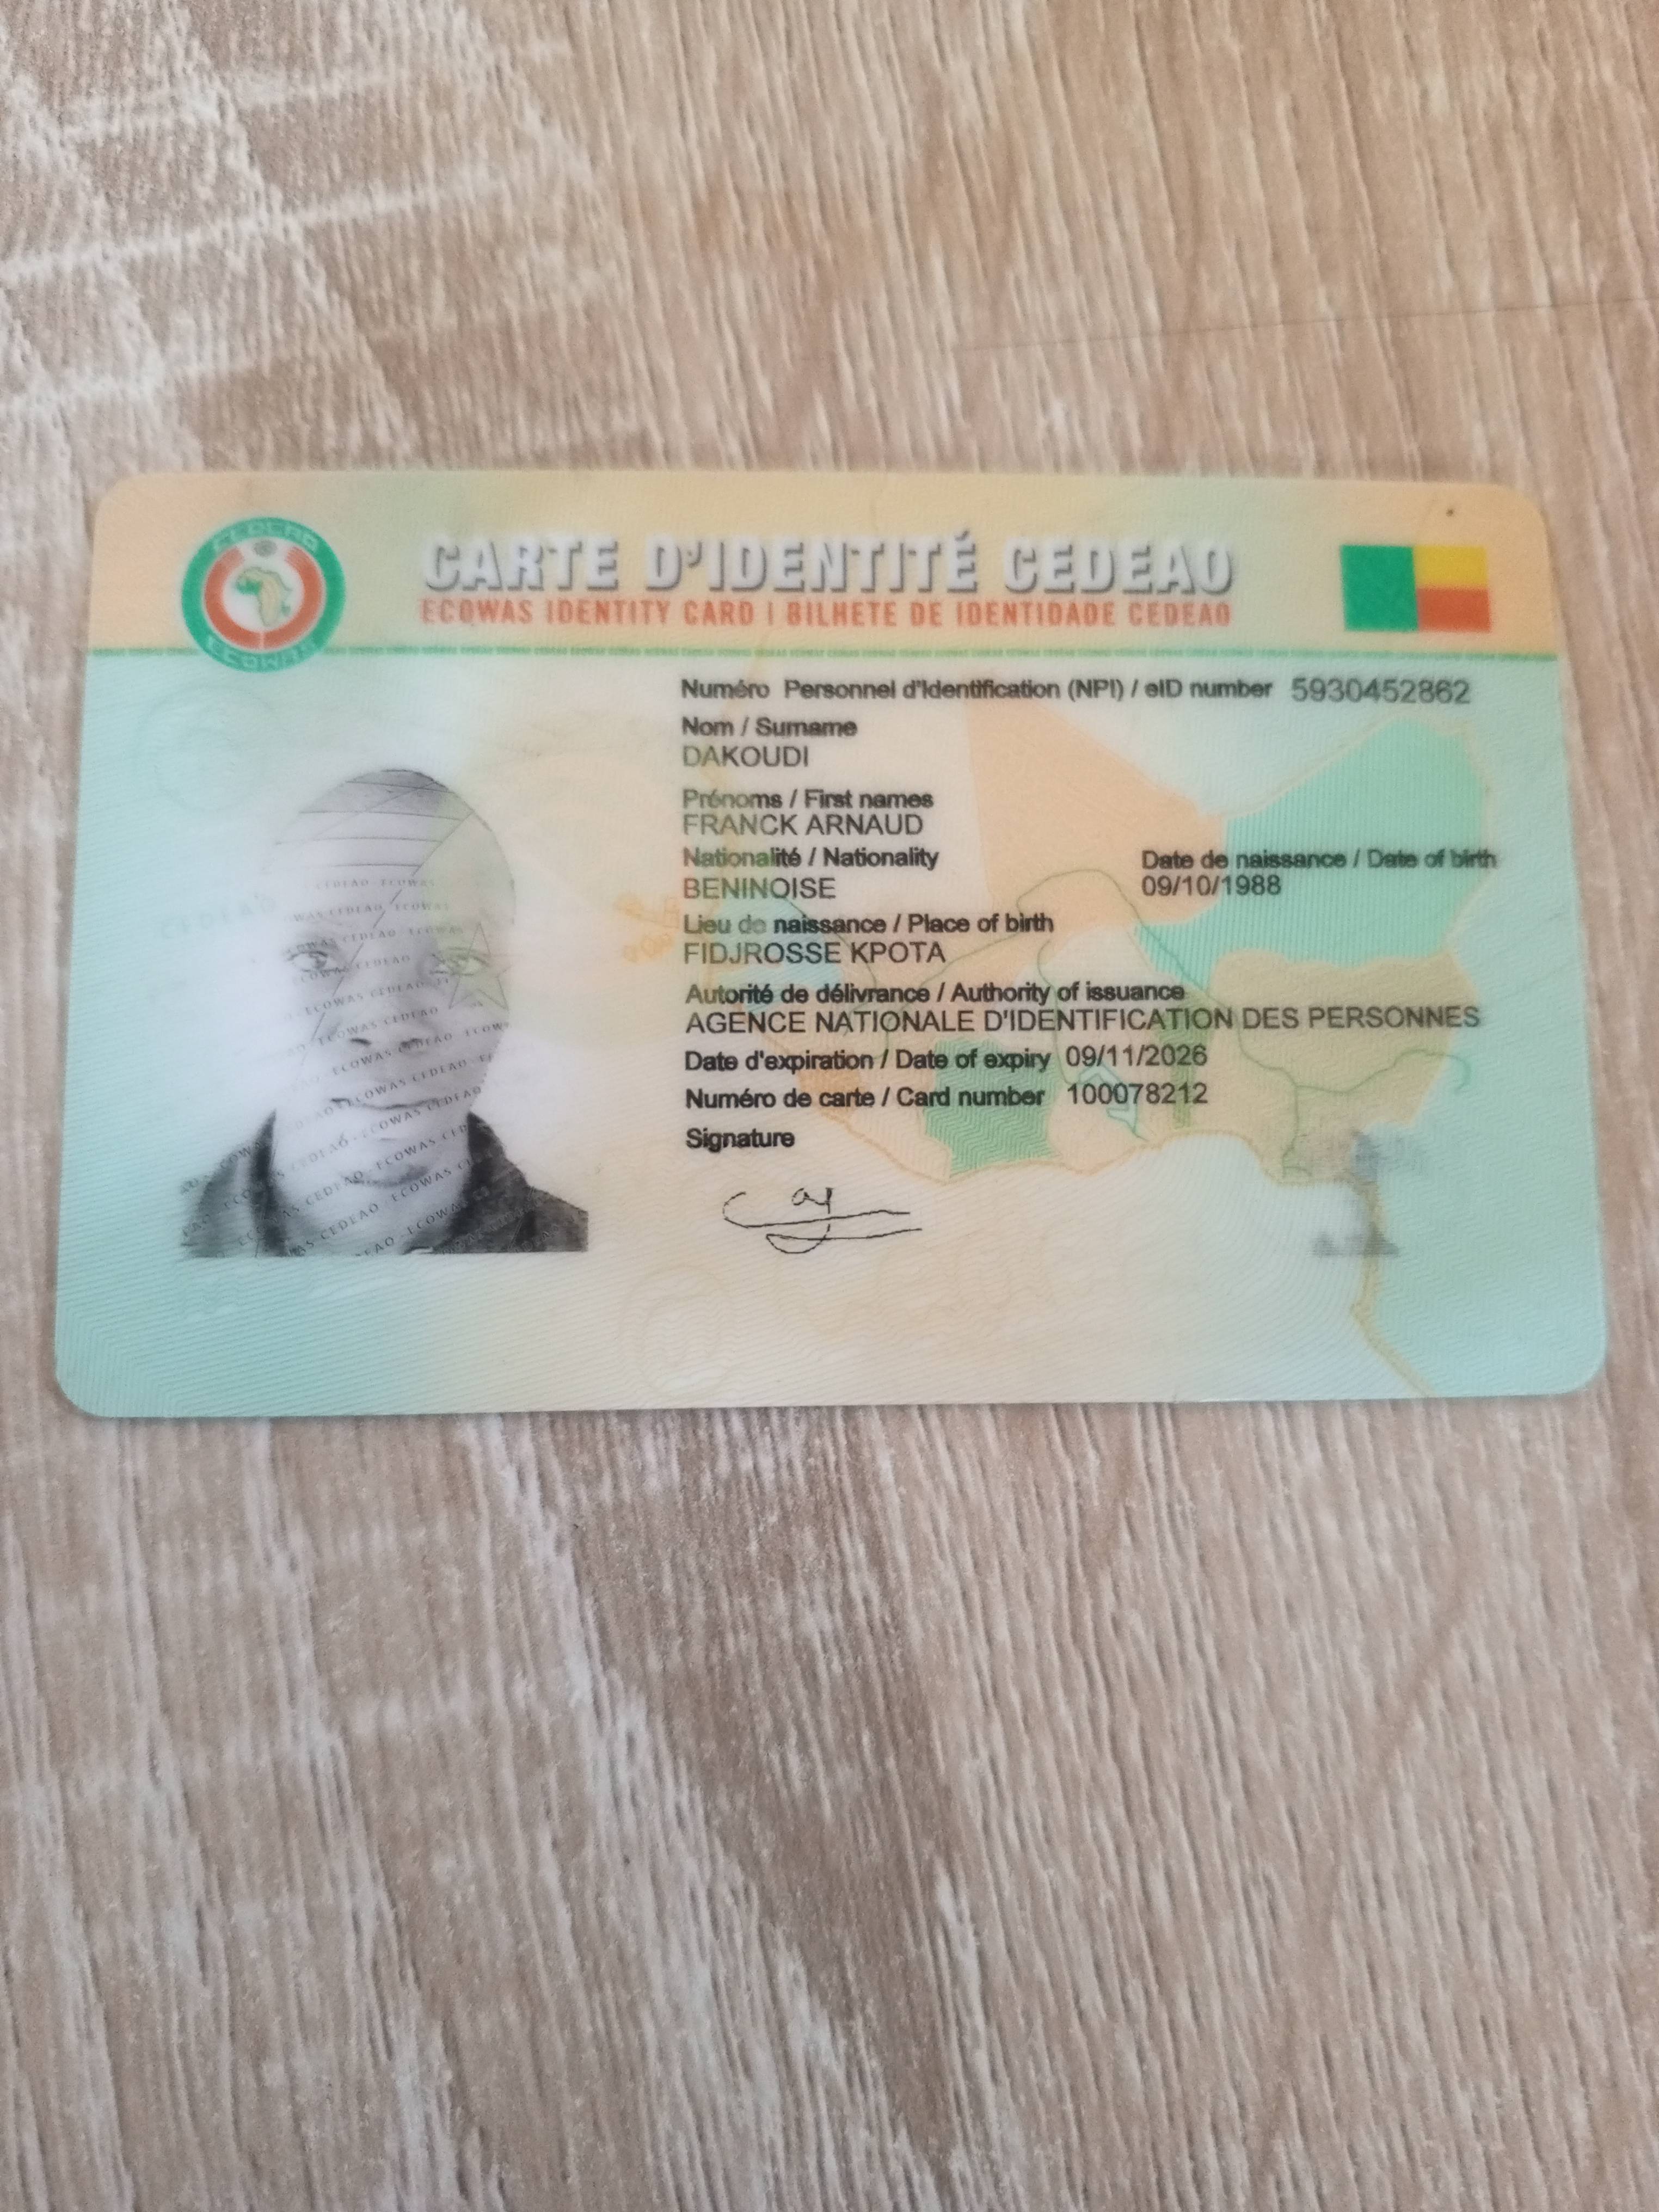 CEDEAO
ECOWAS
CARTE D'IDENTITÉ CEDEAO
ECOWAS IDENTITY CARD | BILHETE DE IDENTIDADE CEDEAO
Numéro Personnel d'Identification (NPI) / eID number 5930452862
Nom / Surname
DAKOUDI
Prénoms / First names
FRANCK ARNAUD
Nationalité / Nationality
BENINOISE
Date de naissance / Date of birth
09/10/1988
Lieu de naissance / Place of birth
FIDJROSSE KPOTA
Autorité de délivrance / Authority of issuance
AGENCE NATIONALE D'IDENTIFICATION DES PERSONNES
Date d'expiration / Date of expiry 09/11/2026
Numéro de carte / Card number 100078212
Signature